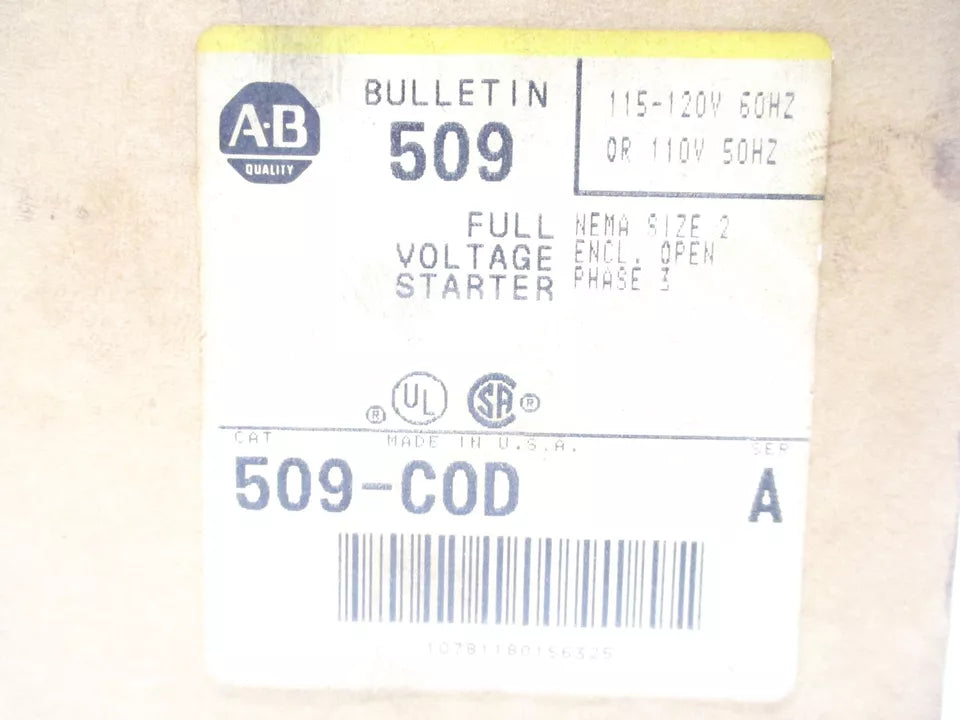 A·B
QUALITY
BULLETIN
509
115-120V 60HZ
OR 110V 50HZ
FULL
VOLTAGE
STARTER
NEMA SIZE 2
ENCL. OPEN
PHASE 3
® UL SA ®
CAT
MADE IN U.S.A.
SER
509-COD
A
10781180156325